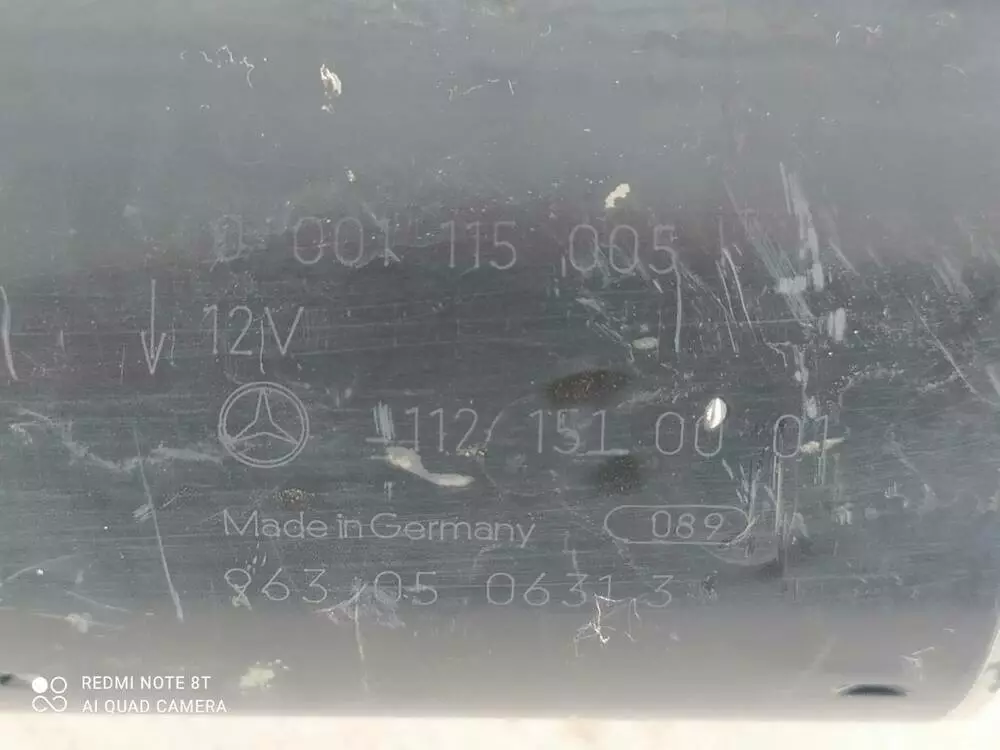 0 001 115 005
12V
112 151 00 01
Made in Germany 089
863 05 0631 3
REDMI NOTE 8T
AI QUAD CAMERA